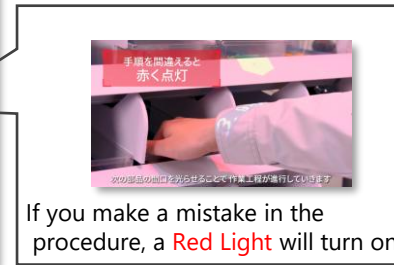 手順を間違えると
赤く点灯
次の部品の間口を光らせることで作業工程が進行していきます
If you make a mistake in the
procedure, a Red Light will turn on